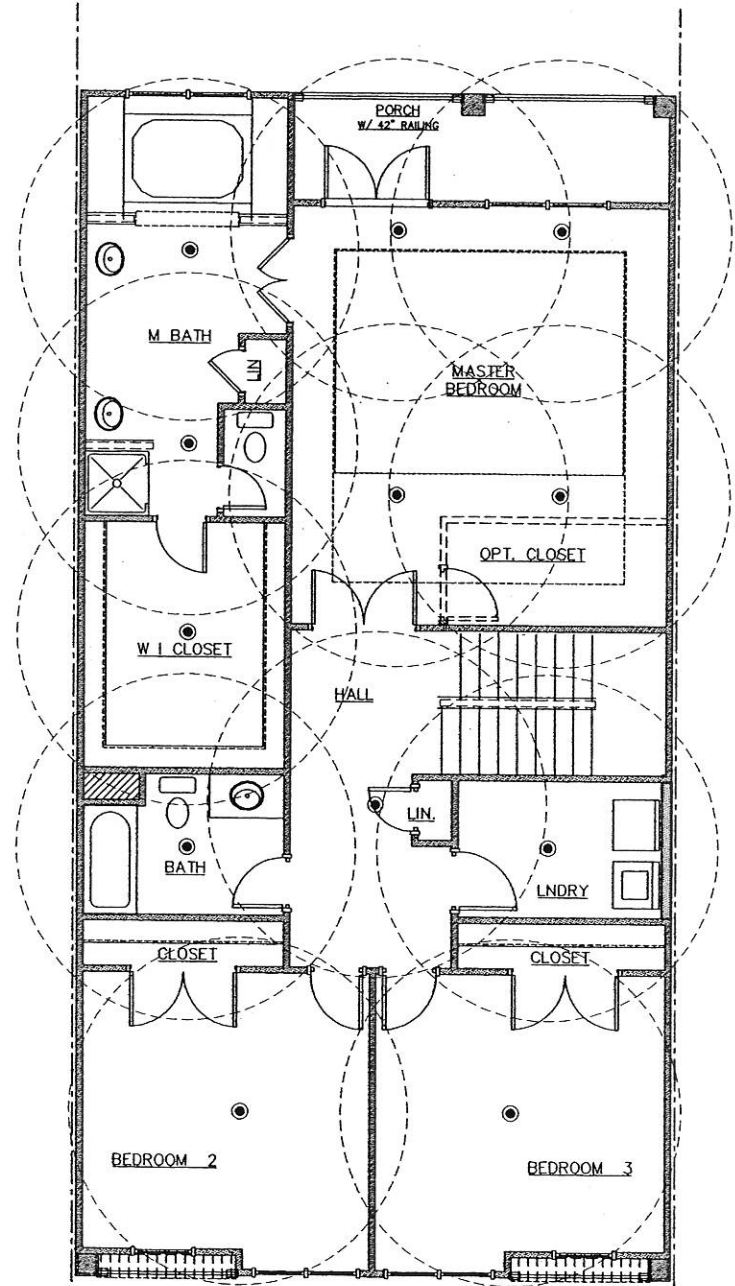 PORCH
W/ 42" RAILING
M BATH
LIN
MASTER
BEDROOM
OPT. CLOSET
W I CLOSET
HALL
LIN.
BATH
LNDRY
CLOSET
CLOSET
BEDROOM 2
BEDROOM 3